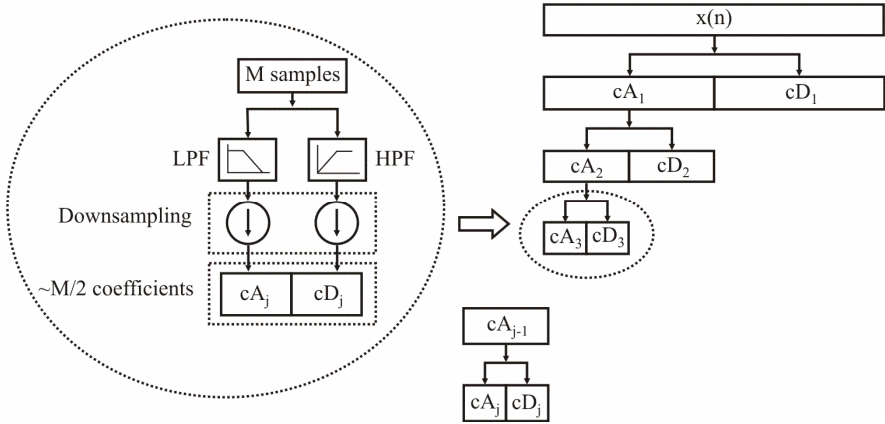 M samples
LPF
HPF
Downsampling
~M/2 coefficients
cAⱼ
cDⱼ
x(n)
cA₁
cD₁
cA₂
cD₂
cA₃
cD₃
cAⱼ₋₁
cAⱼ
cDⱼ